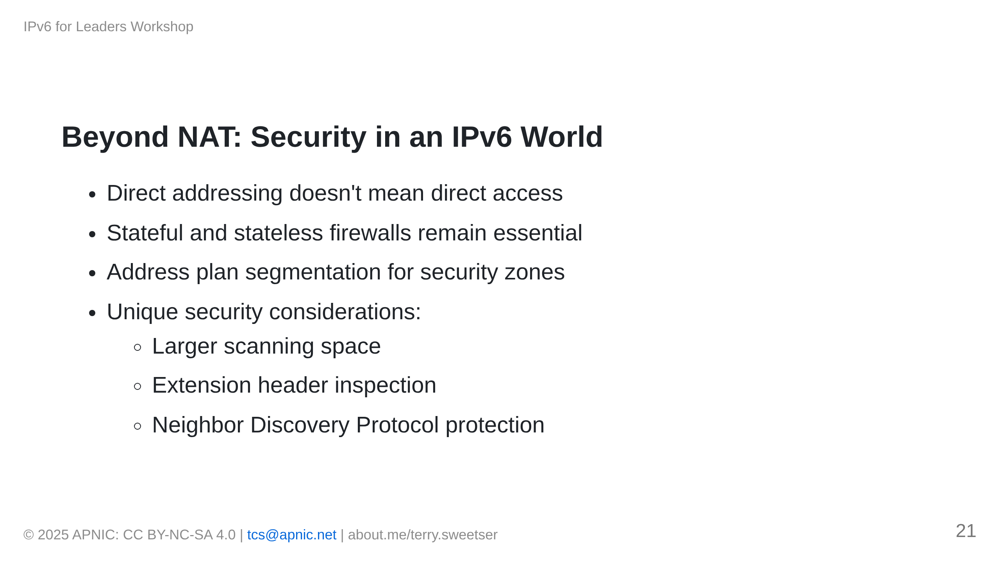 IPv6 for Leaders Workshop
Beyond NAT: Security in an IPv6 World
Direct addressing doesn't mean direct access
Stateful and stateless firewalls remain essential
Address plan segmentation for security zones
Unique security considerations:
Larger scanning space
Extension header inspection
Neighbor Discovery Protocol protection
© 2025 APNIC: CC BY-NC-SA 4.0 | tcs@apnic.net | about.me/terry.sweetser
21